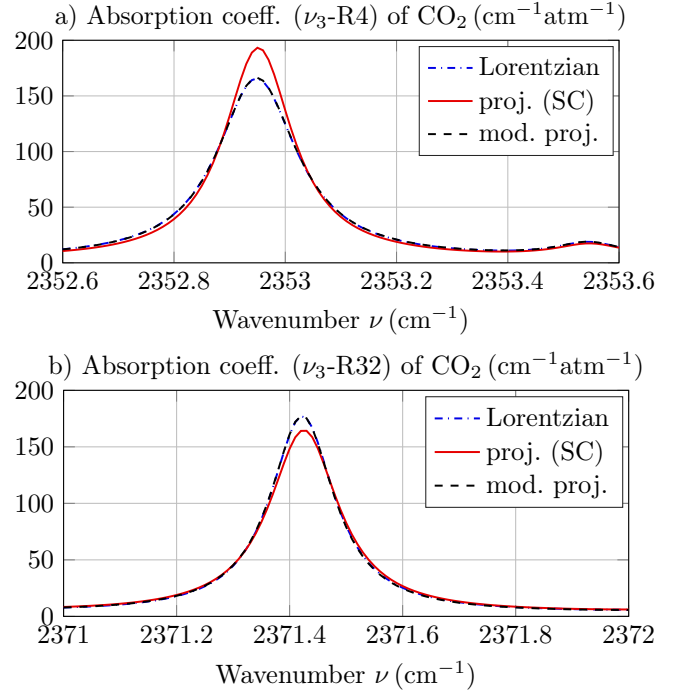 a) Absorption coeff. (ν₃-R4) of CO₂ (cm⁻¹atm⁻¹)
200
150
100
50
0
Lorentzian
proj. (SC)
mod. proj.
2352.6 2352.8 2353 2353.2 2353.4 2353.6
Wavenumber ν (cm⁻¹)
b) Absorption coeff. (ν₃-R32) of CO₂ (cm⁻¹atm⁻¹)
200
150
100
50
0
Lorentzian
proj. (SC)
mod. proj.
2371 2371.2 2371.4 2371.6 2371.8 2372
Wavenumber ν (cm⁻¹)